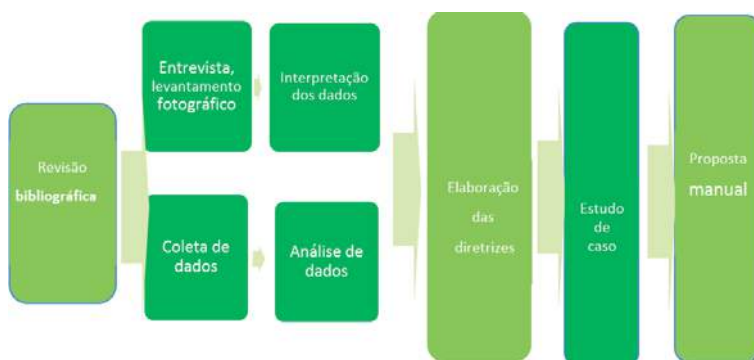 Revisão
bibliográfica
Entrevista,
levantamento
fotográfico
Interpretação
dos dados
Coleta de
dados
Análise de
dados
Elaboração
das
diretrizes
Estudo
de
caso
Proposta
manual